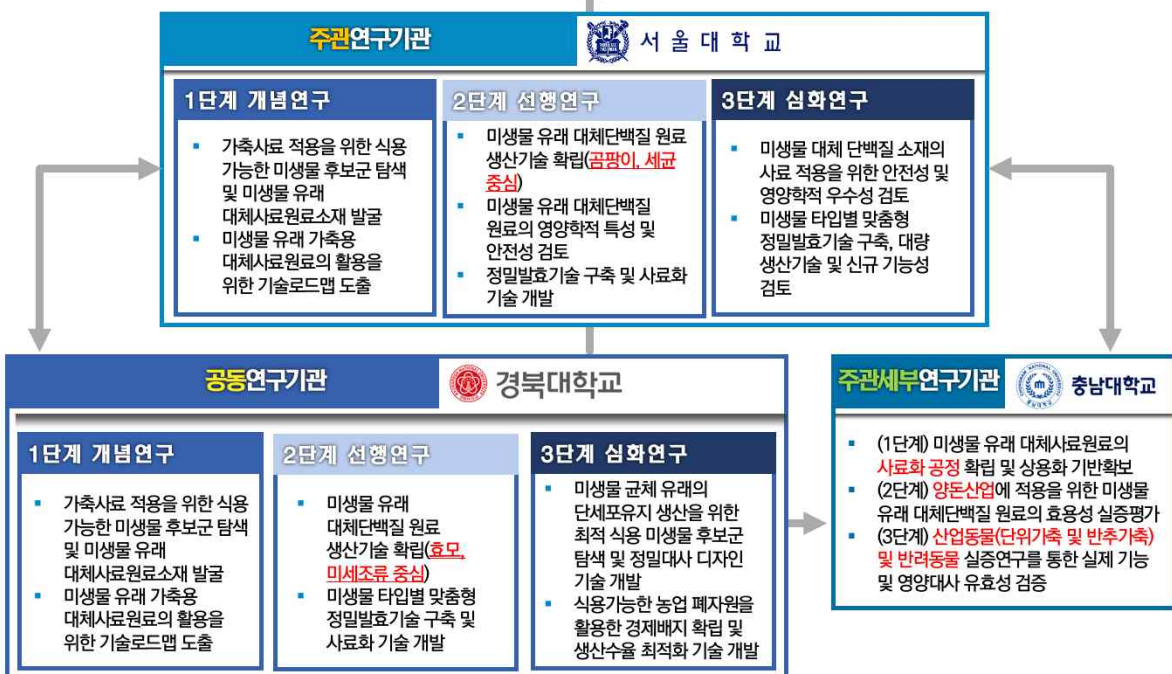 주관연구기관
서울대학교
1단계 개념연구
가축사료 적용을 위한 식용
가능한 미생물 후보군 탐색
및 미생물 유래
대체사료원료소재 발굴
미생물 유래 가축용
대체사료원료의 활용을
위한 기술로드맵 도출
2단계 선행연구
미생물 유래 대체단백질 원료
생산기술 확립(곰팡이, 세균
중심)
미생물 유래 대체단백질
원료의 영양학적 특성 및
안전성 검토
정밀발효기술 구축 및 사료화
기술 개발
3단계 심화연구
미생물 대체 단백질 소재의
사료 적용을 위한 안전성 및
영양학적 우수성 검토
미생물 타입별 맞춤형
정밀발효기술 구축, 대량
생산기술 및 신규 기능성
검토
공동연구기관
경북대학교
1단계 개념연구
가축사료 적용을 위한 식용
가능한 미생물 후보군 탐색
및 미생물 유래
대체사료원료소재 발굴
미생물 유래 가축용
대체사료원료의 활용을
위한 기술로드맵 도출
2단계 선행연구
미생물 유래
대체단백질 원료
생산기술 확립(효모,
미세조류 중심)
미생물 타입별 맞춤형
정밀발효기술 구축 및
사료화 기술 개발
3단계 심화연구
미생물 균체 유래의
단세포유지 생산을 위한
최적 식용 미생물 후보군
탐색 및 정밀대사 디자인
기술 개발
식용가능한 농업 폐자원을
활용한 경제배지 확립 및
생산수율 최적화 기술 개발
주관세부연구기관
충남대학교
(1단계) 미생물 유래 대체사료원료의
사료화 공정 확립 및 상용화 기반확보
(2단계) 양돈산업에 적용을 위한 미생물
유래 대체단백질 원료의 효용성 실증평가
(3단계) 산업동물(단위가축 및 반추가축)
및 반려동물 실증연구를 통한 실제 기능
및 영양대사 유효성 검증